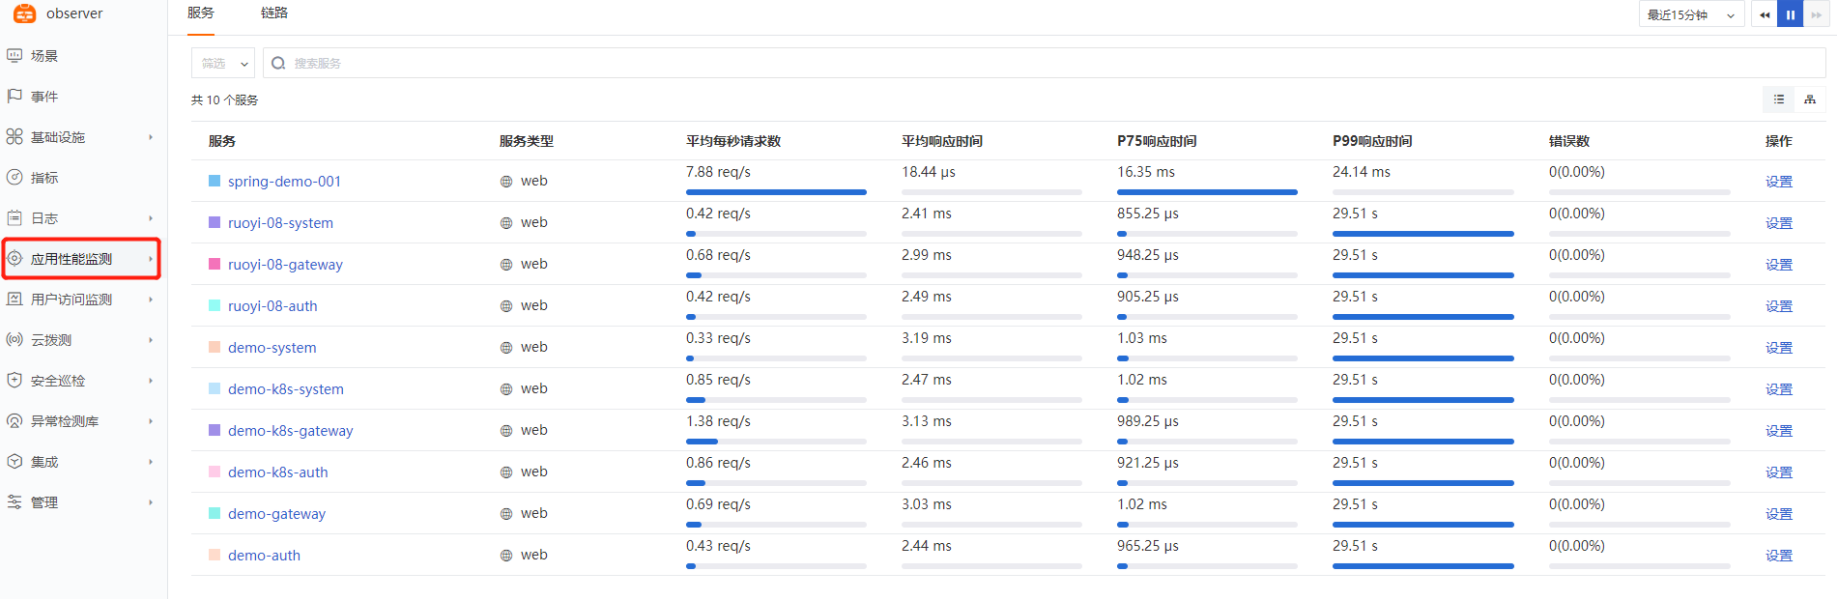 observer
服务 链路
最近15分钟
场景
事件
基础设施
指标
日志
应用性能监测
用户访问监测
云拨测
安全巡检
异常检测库
集成
管理
筛选 搜索服务
共 10 个服务
服务 服务类型 平均每秒请求数 平均响应时间 P75响应时间 P99响应时间 错误数 操作
spring-demo-001 web 7.88 req/s 18.44 μs 16.35 ms 24.14 ms 0(0.00%) 设置
ruoyi-08-system web 0.42 req/s 2.41 ms 855.25 μs 29.51 s 0(0.00%) 设置
ruoyi-08-gateway web 0.68 req/s 2.99 ms 948.25 μs 29.51 s 0(0.00%) 设置
ruoyi-08-auth web 0.42 req/s 2.49 ms 905.25 μs 29.51 s 0(0.00%) 设置
demo-system web 0.33 req/s 3.19 ms 1.03 ms 29.51 s 0(0.00%) 设置
demo-k8s-system web 0.85 req/s 2.47 ms 1.02 ms 29.51 s 0(0.00%) 设置
demo-k8s-gateway web 1.38 req/s 3.13 ms 989.25 μs 29.51 s 0(0.00%) 设置
demo-k8s-auth web 0.86 req/s 2.46 ms 921.25 μs 29.51 s 0(0.00%) 设置
demo-gateway web 0.69 req/s 3.03 ms 1.02 ms 29.51 s 0(0.00%) 设置
demo-auth web 0.43 req/s 2.44 ms 965.25 μs 29.51 s 0(0.00%) 设置